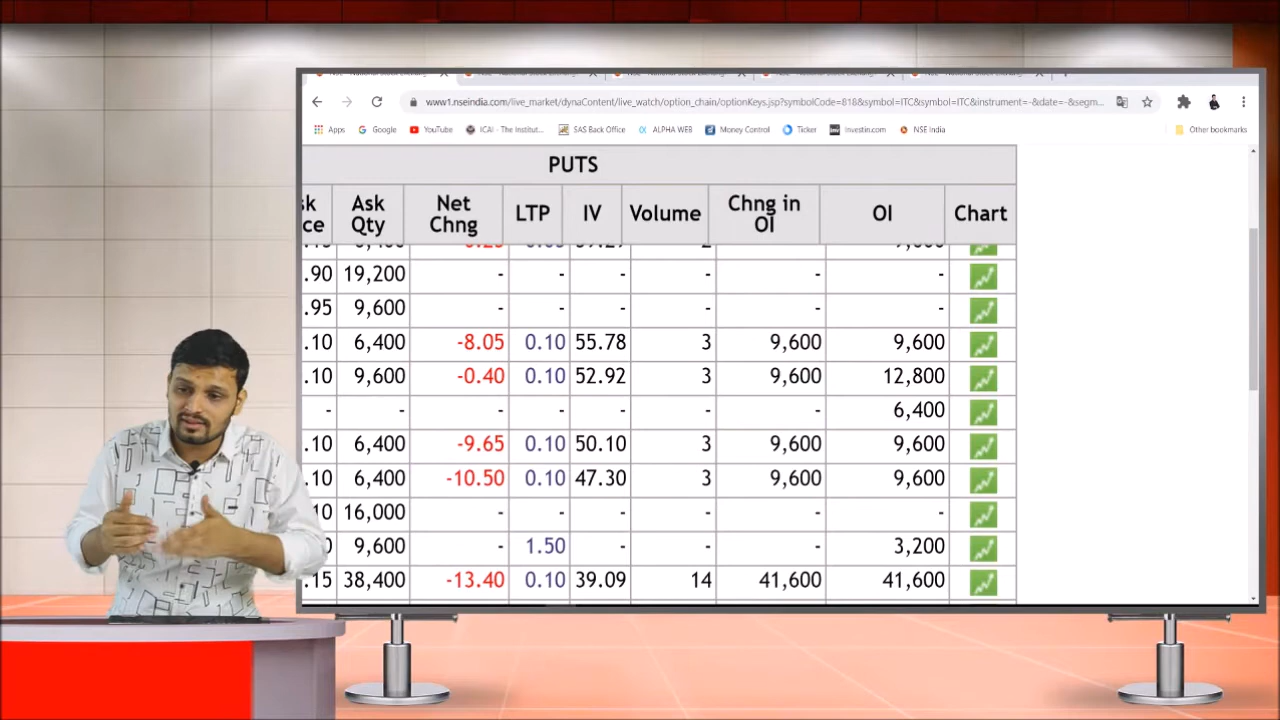 www1.nseindia.com/live_market/dynaContent/live_watch/option_chain/optionKeys.jsp?symbolCode=818&symbol=ITC&symbol=ITC&instrument=-&date=-&segm...
Apps Google YouTube ICAI - The Institut... SAS Back Office ALPHA WEB Money Control Ticker Investin.com NSE India Other bookmarks
PUTS
Ask Qty Net Chng LTP IV Volume Chng in OI OI Chart
.90 19,200 - - - - - -
.95 9,600 - - - - - -
.10 6,400 -8.05 0.10 55.78 3 9,600 9,600
.10 9,600 -0.40 0.10 52.92 3 9,600 12,800
- - - - - - - 6,400
.10 6,400 -9.65 0.10 50.10 3 9,600 9,600
.10 6,400 -10.50 0.10 47.30 3 9,600 9,600
.10 16,000 - - - - - -
9,600 - 1.50 - - - 3,200
.15 38,400 -13.40 0.10 39.09 14 41,600 41,600